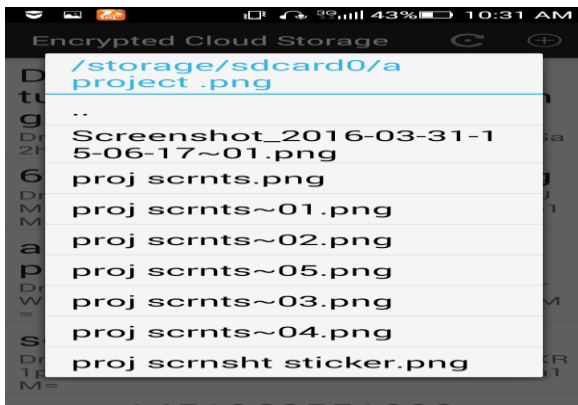 3G 43% 10:31 AM
Encrypted Cloud Storage
/storage/sdcard0/a
project .png
..
Screenshot_2016-03-31-1
5-06-17~01.png
proj scrnts.png
proj scrnts~01.png
proj scrnts~02.png
proj scrnts~05.png
proj scrnts~03.png
proj scrnts~04.png
proj scrnsht sticker.png